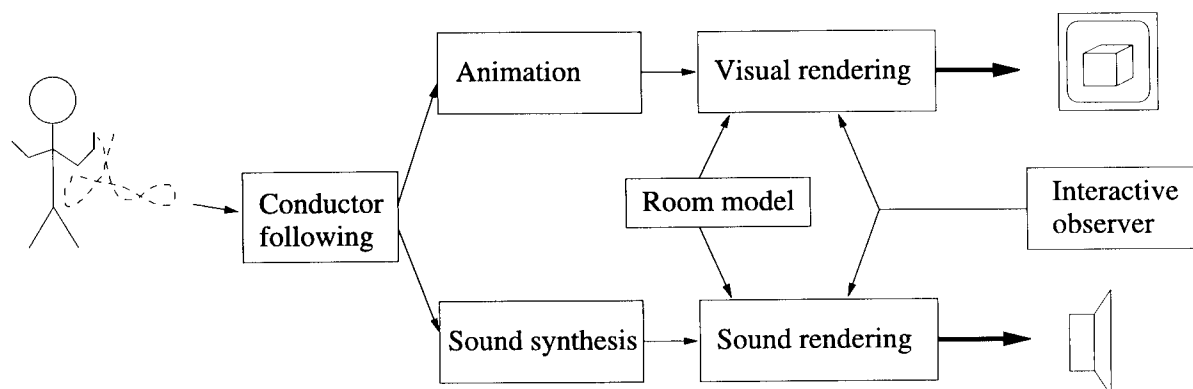 Animation
Visual rendering
Conductor
following
Room model
Interactive
observer
Sound synthesis
Sound rendering